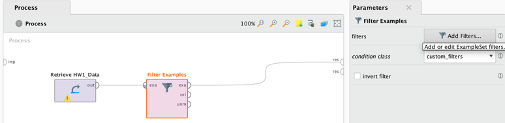 Process
Process
100%
Process
inp
res
res
Retrieve HW1_Data
out
Filter Examples
exa
exa
ori
unm
Parameters
Filter Examples
filters
Add Filters...
Add or edit ExampleSet filters.
condition class
custom_filters
invert filter